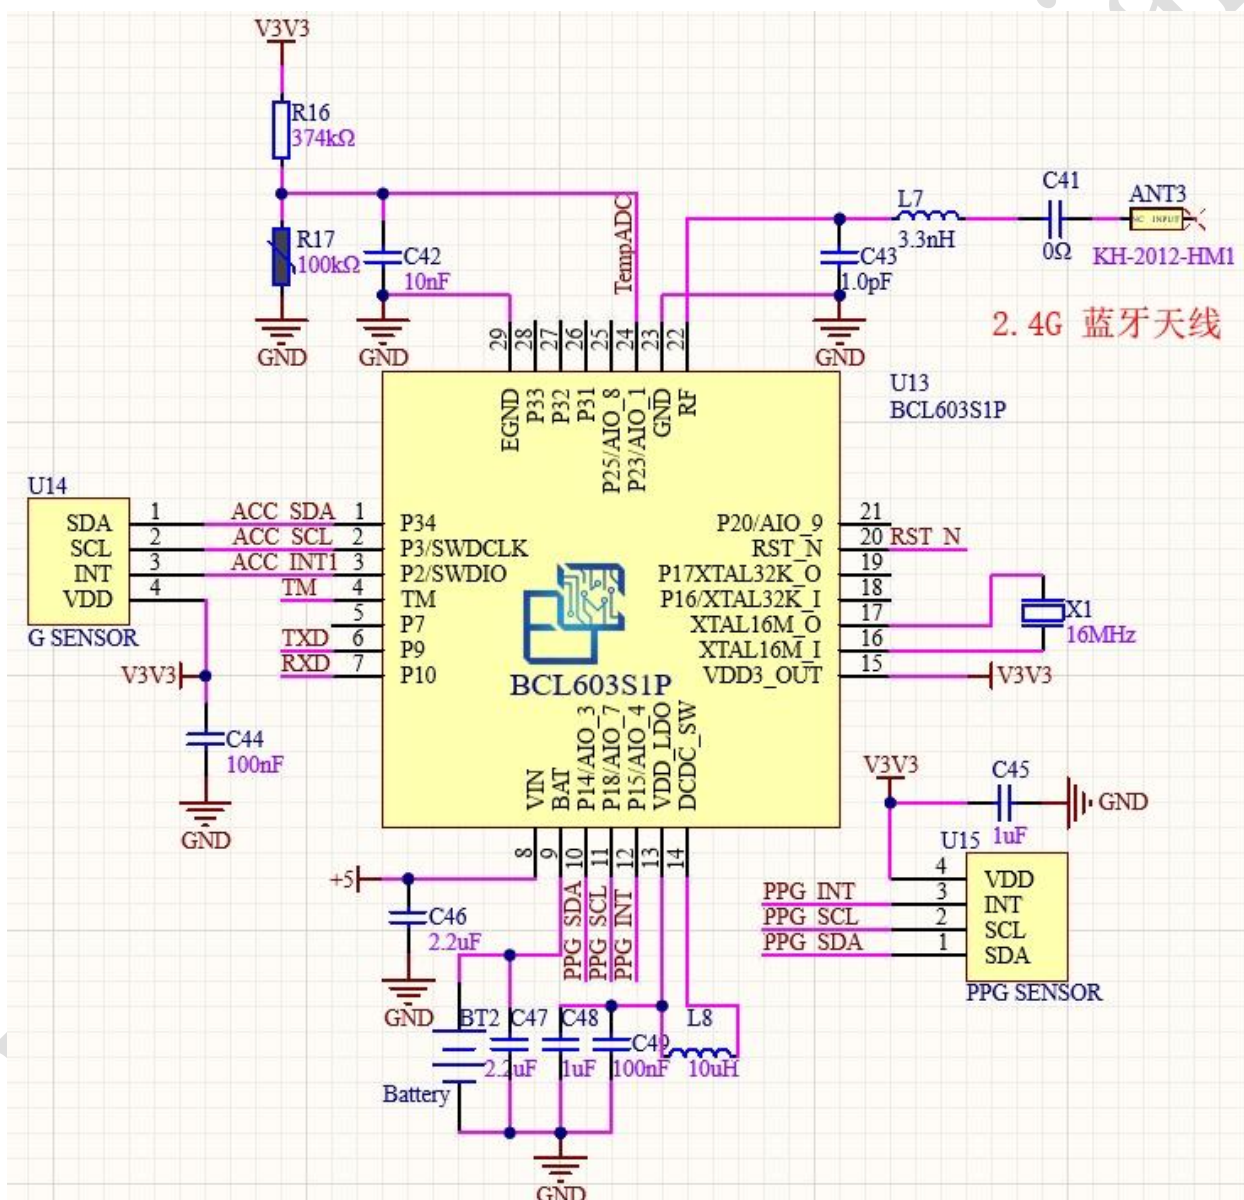 V3V3
R16
374kΩ
R17
100kΩ
C42
10nF
GND
GND
TempADC
L7
3.3nH
C41
0Ω
ANT3
KH-2012-HM1
C43
1.0pF
GND
2.4G 蓝牙天线
29
28
27
26
25
24
23
22
EGND
P33
P32
P31
P25/AIO_8
P23/AIO_1
GND
RF
U13
BCL603S1P
U14
SDA
SCL
INT
VDD
1
2
3
4
G SENSOR
ACC_SDA
ACC_SCL
ACC_INT1
TM
TXD
RXD
1
2
3
4
5
6
7
P34
P3/SWDCLK
P2/SWDIO
TM
P7
P9
P10
BCL603S1P
P20/AIO_9
RST_N
P17XTAL32K_O
P16/XTAL32K_I
XTAL16M_O
XTAL16M_I
VDD3_OUT
21
20
19
18
17
16
15
RST_N
X1
16MHz
V3V3
V3V3
C44
100nF
GND
VIN
BAT
P14/AIO_3
P18/AIO_7
P15/AIO_4
VDD_LDO
DCDC_SW
8
9
10
11
12
13
14
PPG_SDA
PPG_SCL
PPG_INT
+5
C46
2.2uF
GND
BT2
Battery
C47
2.2uF
C48
1uF
C49
100nF
L8
10uH
GND
V3V3
C45
1uF
GND
U15
4
3
2
1
VDD
INT
SCL
SDA
PPG_INT
PPG_SCL
PPG_SDA
PPG SENSOR